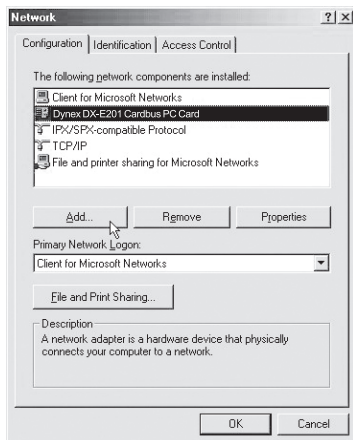 Network
Configuration Identification Access Control
The following network components are installed:
Client for Microsoft Networks
Dynex DX-E201 Cardbus PC Card
IPX/SPX-compatible Protocol
TCP/IP
File and printer sharing for Microsoft Networks
Add... Remove Properties
Primary Network Logon:
Client for Microsoft Networks
File and Print Sharing...
Description
A network adapter is a hardware device that physically
connects your computer to a network.
OK Cancel